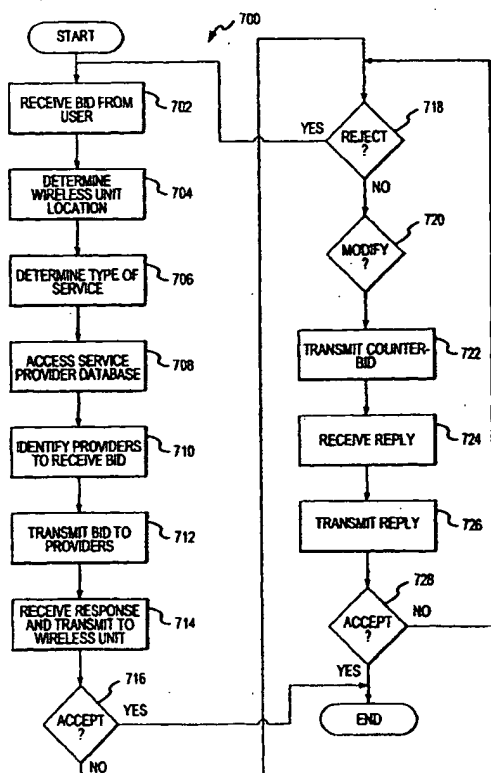 START
700
RECEIVE BID FROM
USER
702
DETERMINE
WIRELESS UNIT
LOCATION
704
DETERMINE TYPE OF
SERVICE
706
ACCESS SERVICE
PROVIDER DATABASE
708
IDENTIFY PROVIDERS
TO RECEIVE BID
710
TRANSMIT BID TO
PROVIDERS
712
RECEIVE RESPONSE
AND TRANSMIT TO
WIRELESS UNIT
714
716
ACCEPT
?
YES
NO
718
REJECT
?
YES
NO
720
MODIFY
?
TRANSMIT COUNTER-
BID
722
RECEIVE REPLY
724
TRANSMIT REPLY
726
728
ACCEPT
?
NO
YES
END